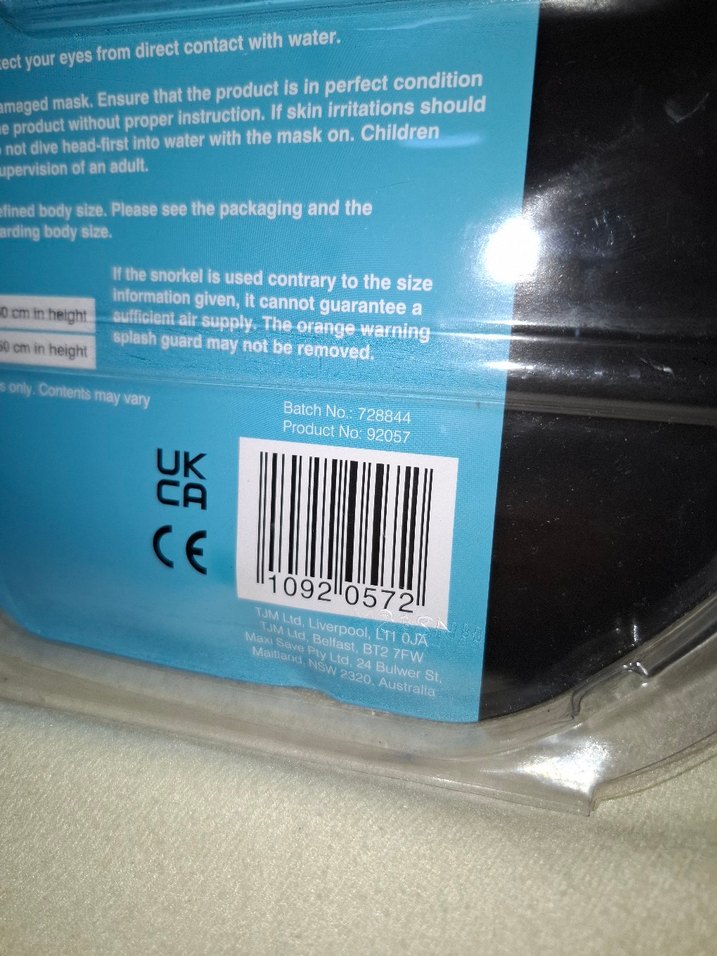 ect your eyes from direct contact with water.
amaged mask. Ensure that the product is in perfect condition
e product without proper instruction. If skin irritations should
not dive head-first into water with the mask on. Children
upervision of an adult.
efined body size. Please see the packaging and the
arding body size.
If the snorkel is used contrary to the size
information given, it cannot guarantee a
sufficient air supply. The orange warning
splash guard may not be removed.
0 cm in height
60 cm in height
s only. Contents may vary
Batch No.: 728844
Product No: 92057
UK
CA
CE
1092 0572
TJM Ltd, Liverpool, L11 0JA
TJM Ltd, Belfast, BT2 7FW
Maxi Save Pty Ltd, 24 Bulwer St,
Maitland, NSW 2320, Australia